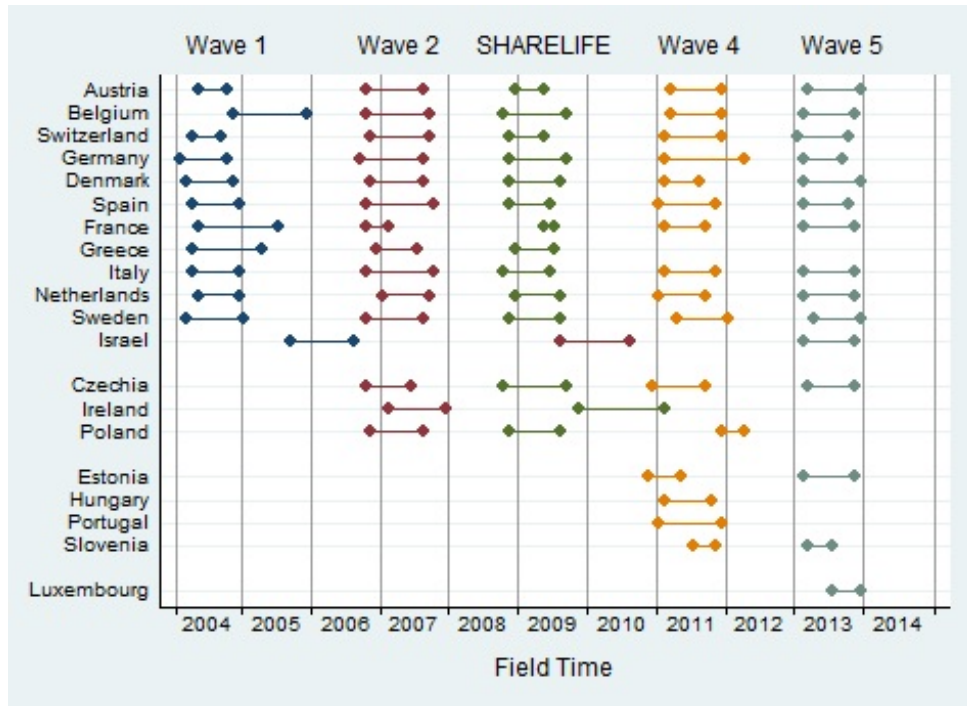 Wave 1 Wave 2 SHARELIFE Wave 4 Wave 5
Austria
Belgium
Switzerland
Germany
Denmark
Spain
France
Greece
Italy
Netherlands
Sweden
Israel
Czechia
Ireland
Poland
Estonia
Hungary
Portugal
Slovenia
Luxembourg
2004 2005 2006 2007 2008 2009 2010 2011 2012 2013 2014
Field Time